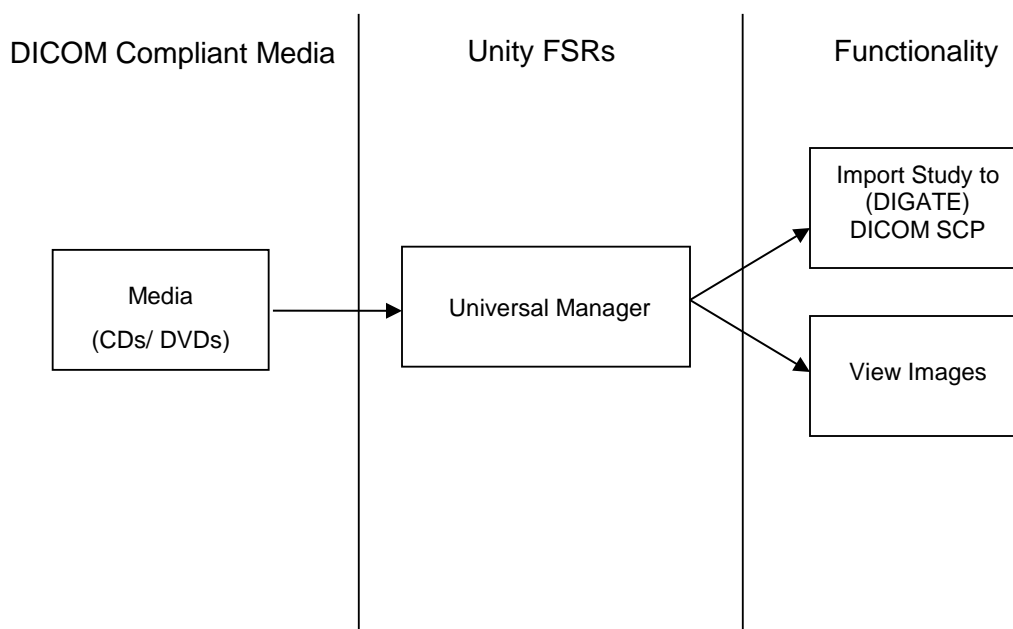 DICOM Compliant Media
Unity FSRs
Functionality
Media
(CDs/ DVDs)
Universal Manager
Import Study to
(DIGATE)
DICOM SCP
View Images